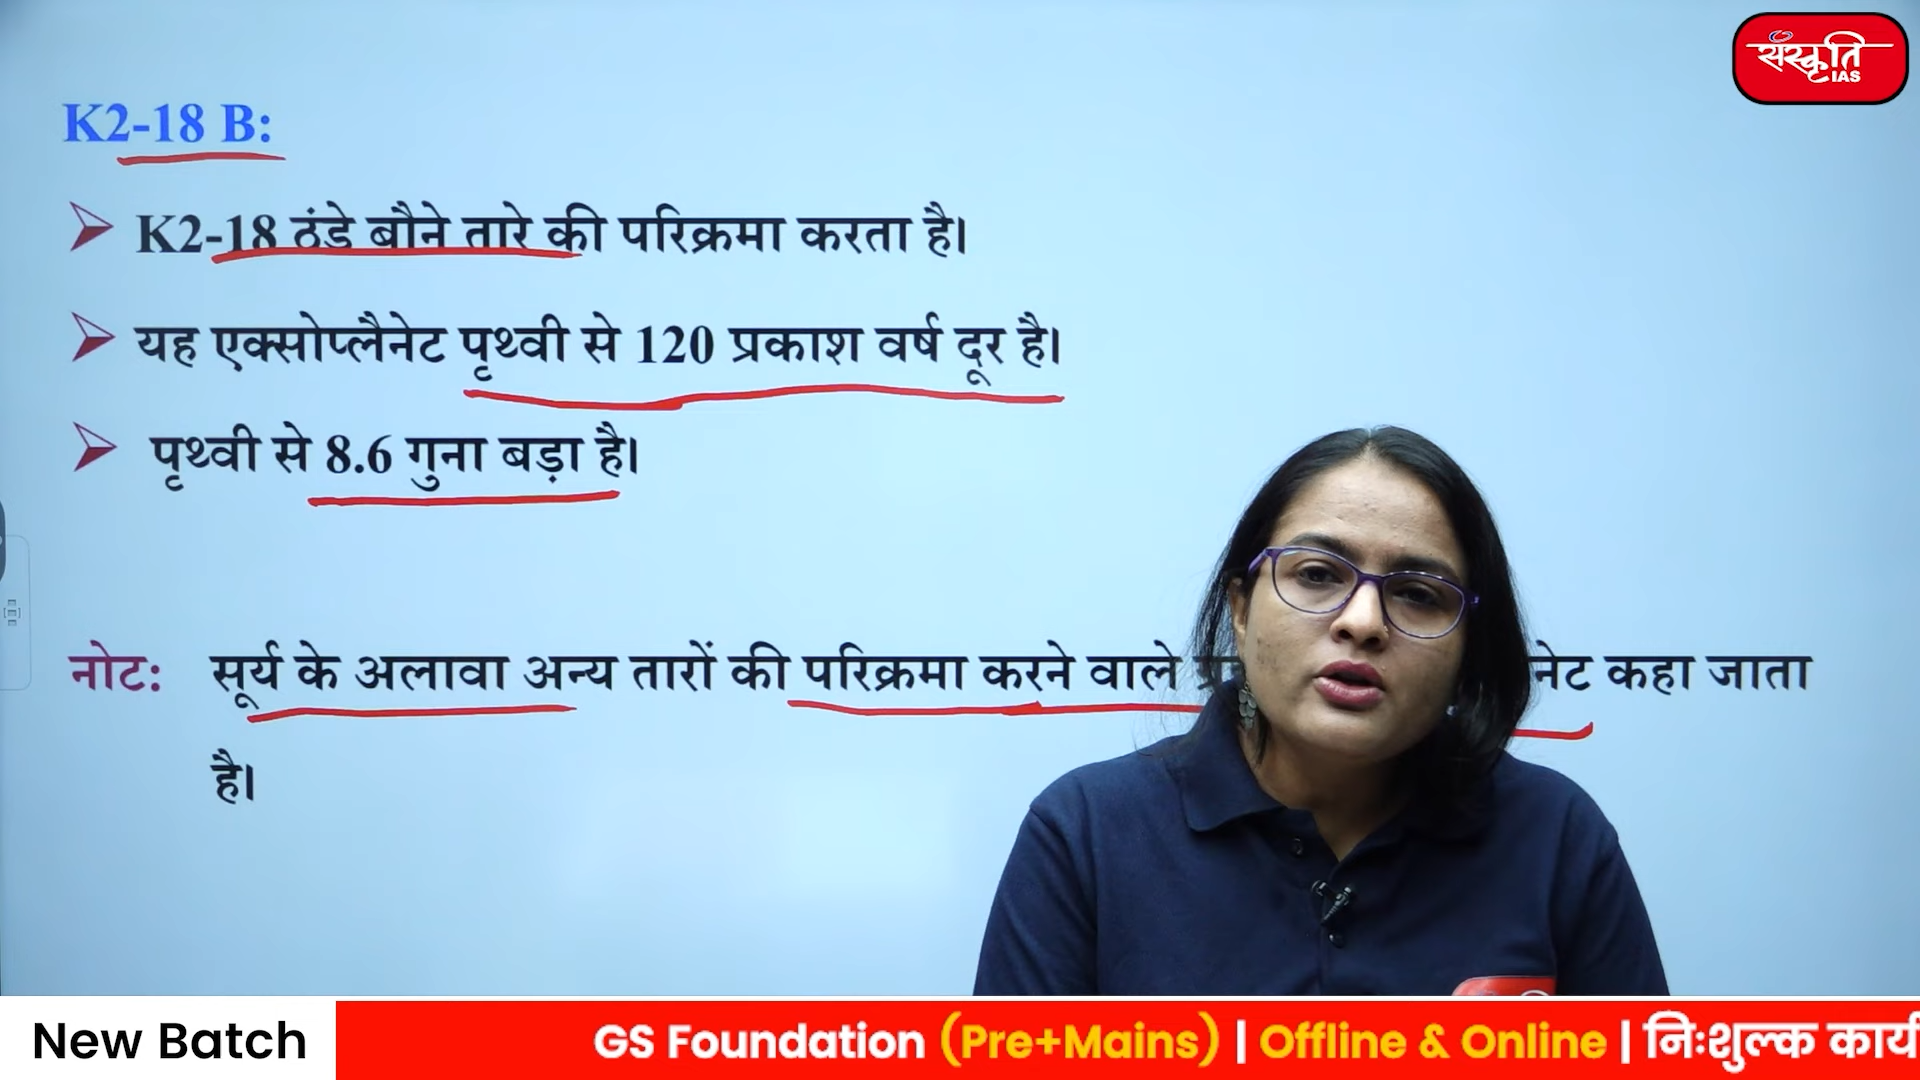 संस्कृति
IAS
K2-18 B:
K2-18 ठंडे बौने तारे की परिक्रमा करता है।
यह एक्सोप्लैनेट पृथ्वी से 120 प्रकाश वर्ष दूर है।
पृथ्वी से 8.6 गुना बड़ा है।
नोट: सूर्य के अलावा अन्य तारों की परिक्रमा करने वाले कहा जाता
है।
New Batch GS Foundation (Pre+Mains) | Offline & Online | निःशुल्क